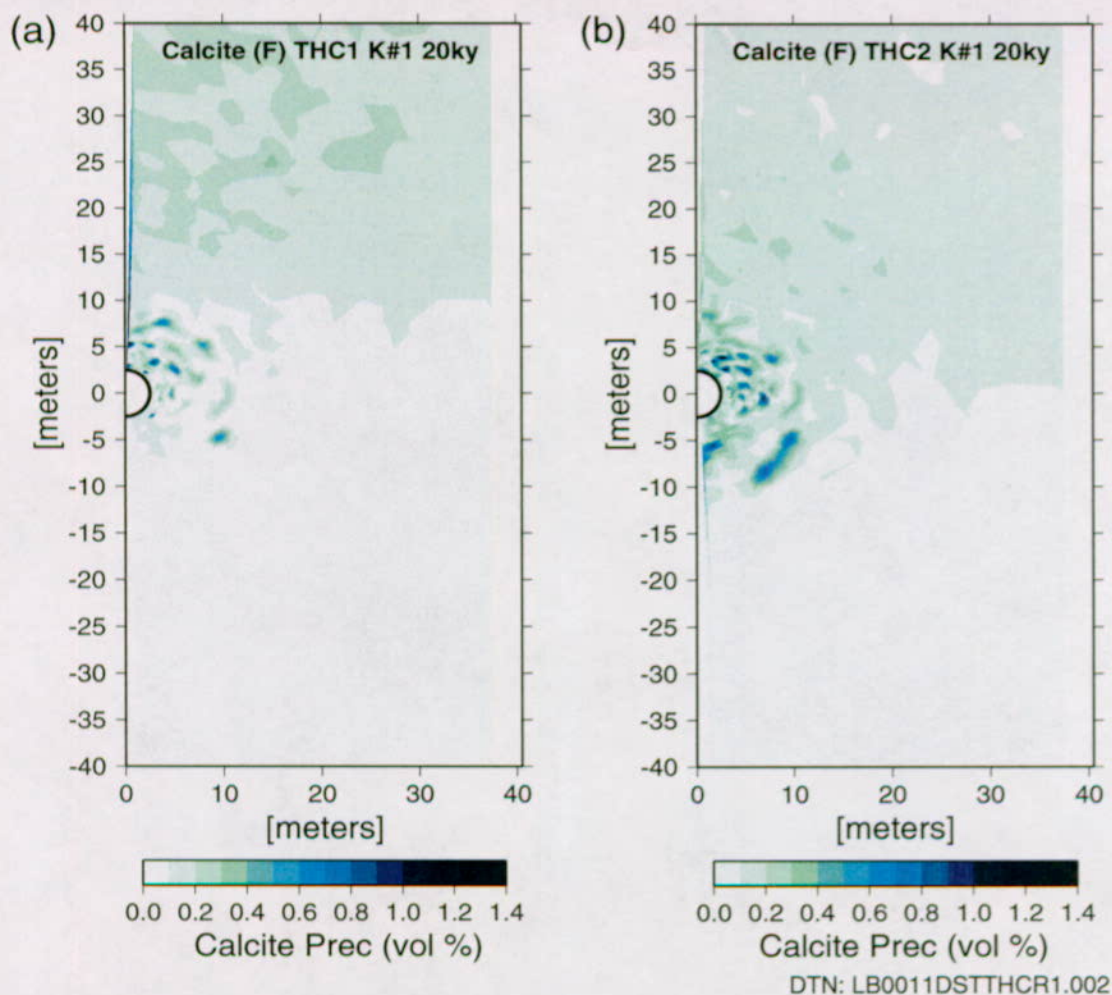 (a)
Calcite (F) THC1 K#1 20ky
40
35
30
25
20
15
10
5
0
-5
-10
-15
-20
-25
-30
-35
-40
[meters]
0 10 20 30 40
[meters]
0.0 0.2 0.4 0.6 0.8 1.0 1.2 1.4
Calcite Prec (vol %)
(b)
Calcite (F) THC2 K#1 20ky
40
35
30
25
20
15
10
5
0
-5
-10
-15
-20
-25
-30
-35
-40
[meters]
0 10 20 30 40
[meters]
0.0 0.2 0.4 0.6 0.8 1.0 1.2 1.4
Calcite Prec (vol %)
DTN: LB0011DSTTHCR1.002